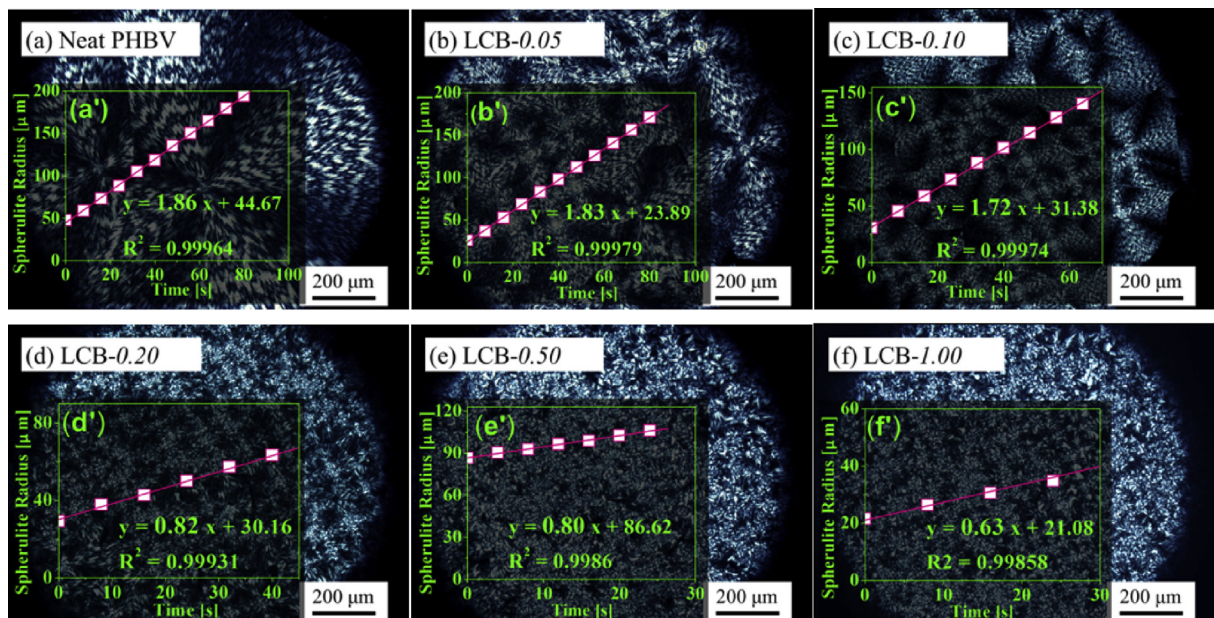 (a) Neat PHBV
(a')
Spherulite Radius [μm]
200
150
100
50
0
y = 1.86 x + 44.67
R² = 0.99964
0 20 40 60 80 100
Time [s]
200 μm
(b) LCB-0.05
(b')
Spherulite Radius [μm]
200
150
100
50
0
y = 1.83 x + 23.89
R² = 0.99979
0 20 40 60 80 100
Time [s]
200 μm
(c) LCB-0.10
(c')
Spherulite Radius [μm]
150
100
50
0
y = 1.72 x + 31.38
R² = 0.99974
0 20 40 60
Time [s]
200 μm
(d) LCB-0.20
(d')
Spherulite Radius [μm]
80
40
0
y = 0.82 x + 30.16
R² = 0.99931
0 10 20 30 40
Time [s]
200 μm
(e) LCB-0.50
(e')
Spherulite Radius [μm]
120
90
60
30
0
y = 0.80 x + 86.62
R² = 0.9986
0 10 20 30
Time [s]
200 μm
(f) LCB-1.00
(f')
Spherulite Radius [μm]
60
40
20
0
y = 0.63 x + 21.08
R2 = 0.99858
0 10 20 30
Time [s]
200 μm